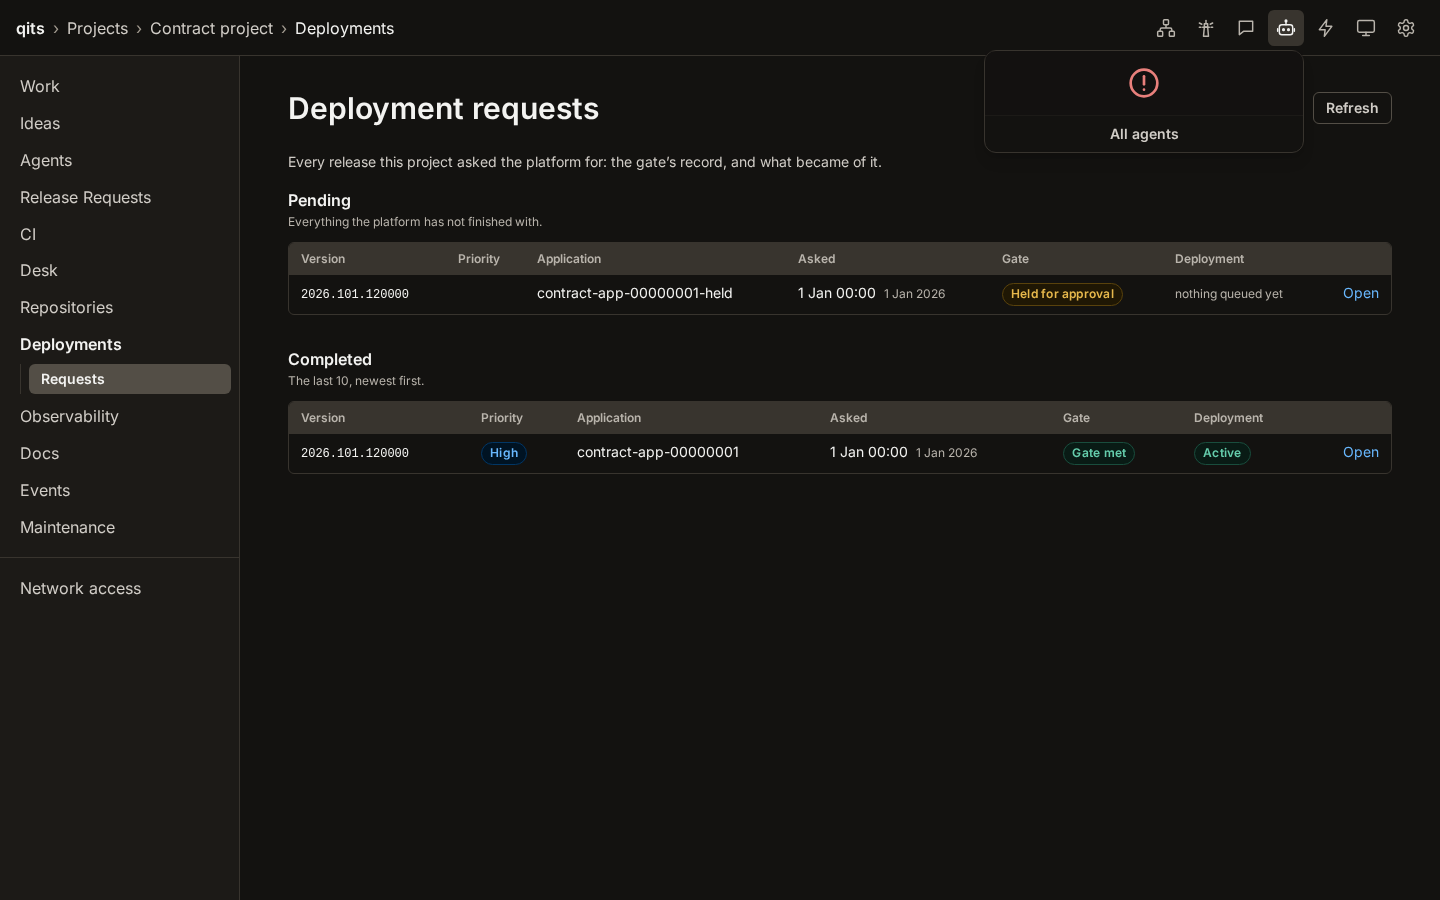 qits › Projects › Contract project › Deployments
All agents
Work
Ideas
Agents
Release Requests
CI
Desk
Repositories
Deployments
Requests
Observability
Docs
Events
Maintenance
Network access
Deployment requests
Refresh
Every release this project asked the platform for: the gate’s record, and what became of it.
Pending
Everything the platform has not finished with.
Version Priority Application Asked Gate Deployment
2026.101.120000 contract-app-00000001-held 1 Jan 00:00 1 Jan 2026 Held for approval nothing queued yet Open
Completed
The last 10, newest first.
Version Priority Application Asked Gate Deployment
2026.101.120000 High contract-app-00000001 1 Jan 00:00 1 Jan 2026 Gate met Active Open